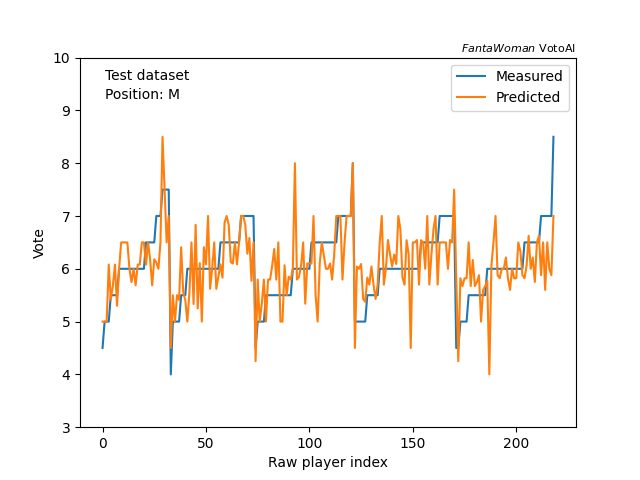 FantaWoman VotoAI
Test dataset
Position: M
Measured
Predicted
10
9
8
7
6
5
4
3
Vote
0 50 100 150 200
Raw player index